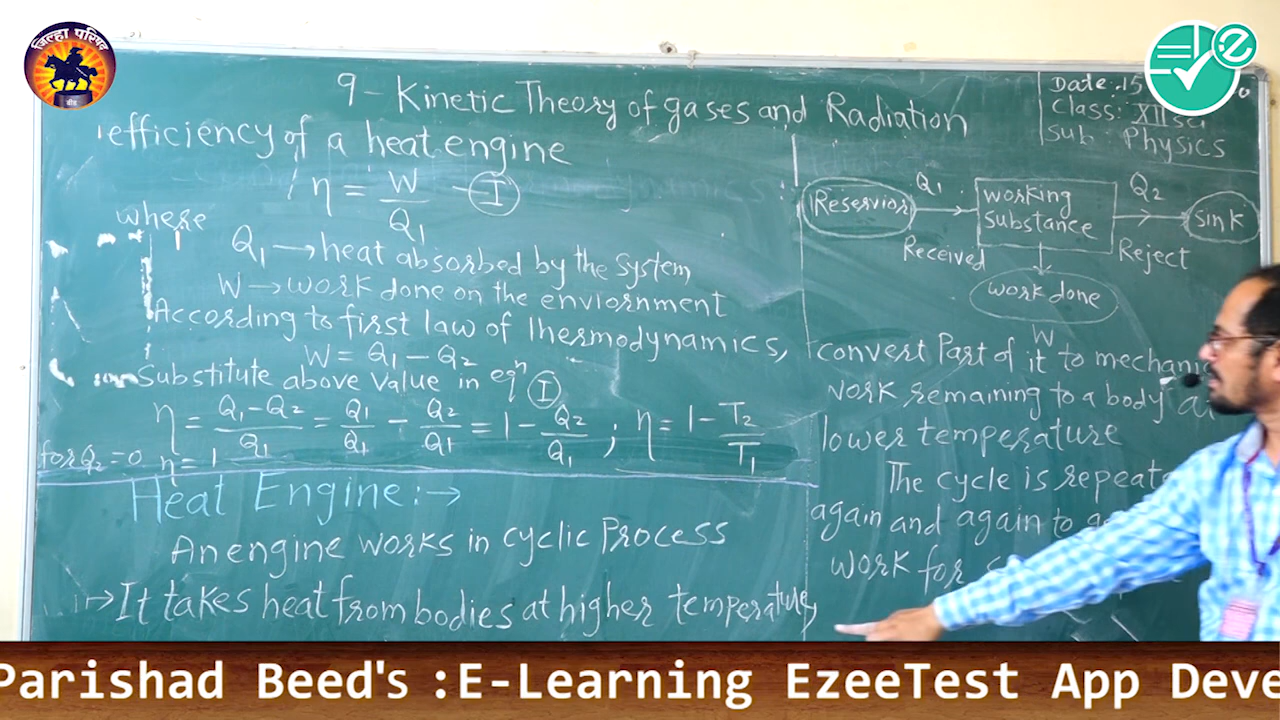 जिल्हा परिषद
बीड
9 - Kinetic Theory of gases and Radiation
Date: 15
Class: XII sci
Sub: Physics
efficiency of a heat engine
η = W/Q1 - I
where
Q1 → heat absorbed by the system,
W → work done on the enviornment
According to first law of thermodynamics,
W = Q1 - Q2
Substitute above value in eqn I
η = Q1-Q2/Q1 = Q1/Q1 - Q2/Q1 = 1 - Q2/Q1 ; η = 1 - T2/T1
for Q2 = 0 η = 1
Heat Engine :→
An engine works in cyclic Process
→ It takes heat from bodies at higher temperature,
Reservior
Q1
working
substance
Q2
sink
Received
Reject
work done
W
convert Part of it to
work remaining to a body
lower temperature
The cycle is
again and again to
work for
Parishad Beed's :E-Learning EzeeTest App Deve